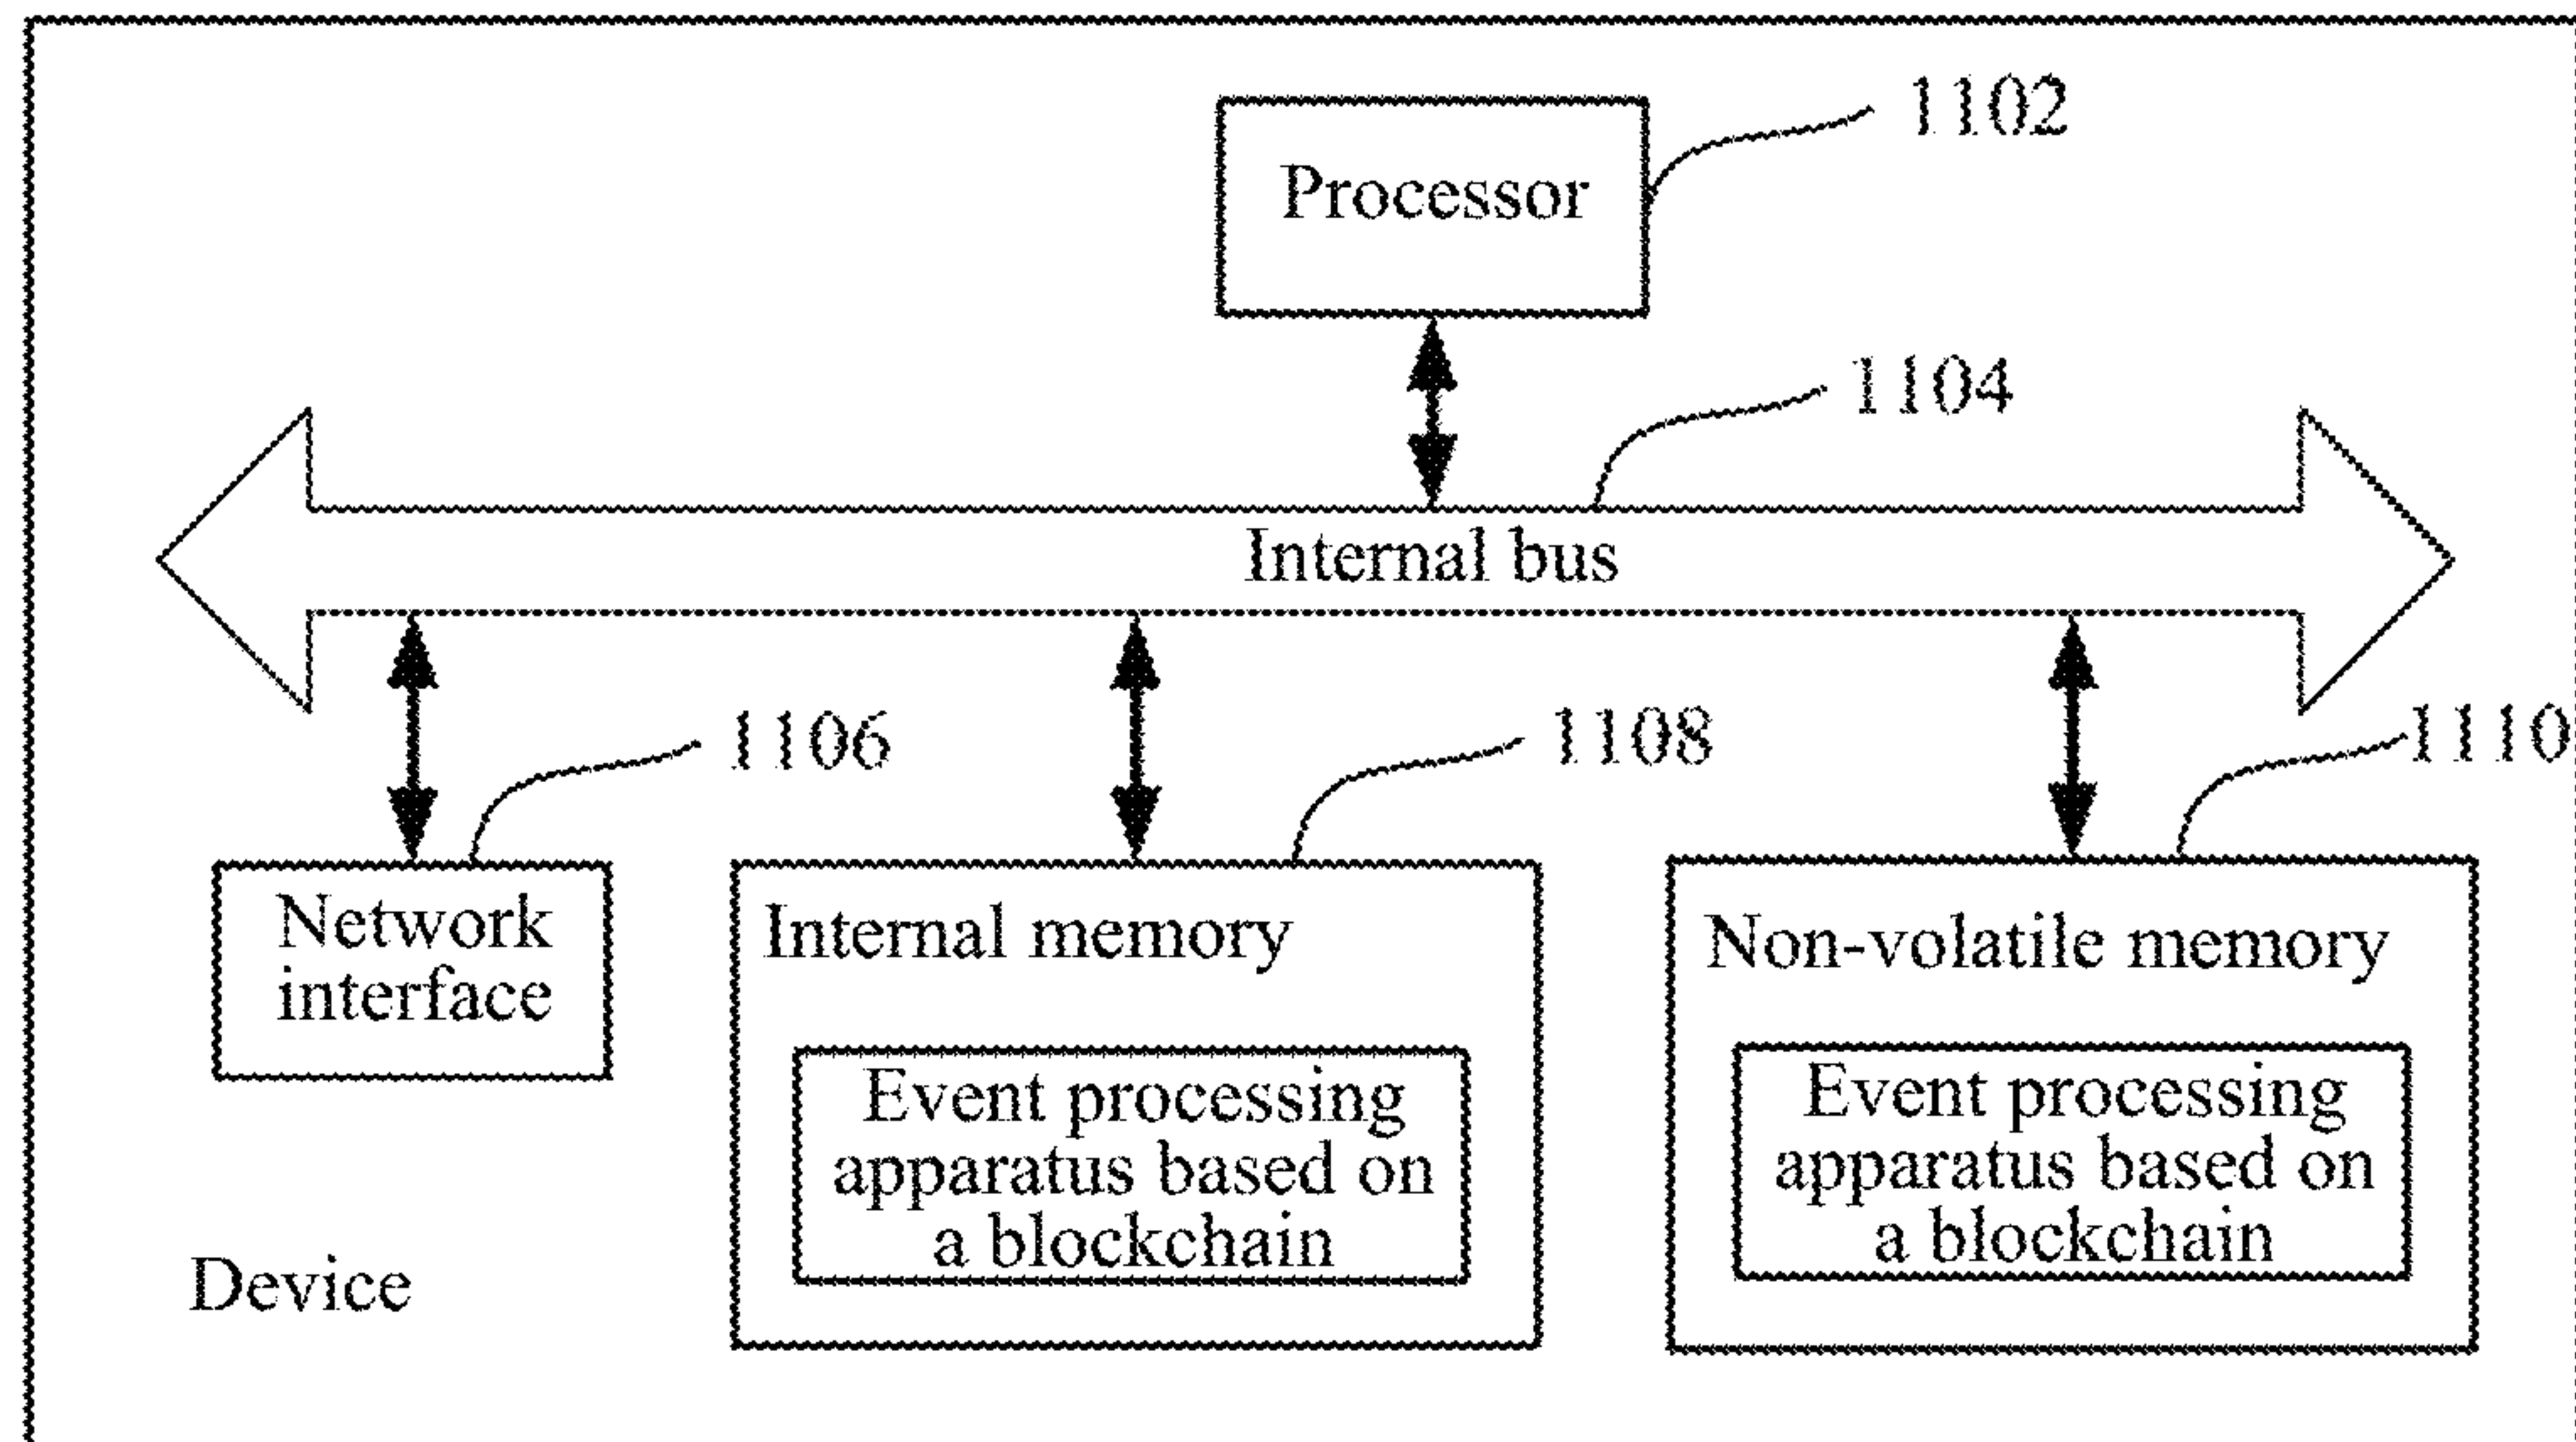 1102
Processor
1104
Internal bus
1106
1108
1110
Network
interface
Internal memory
Non-volatile memory
Event processing
apparatus based on
a blockchain
Event processing
apparatus based on
a blockchain
Device